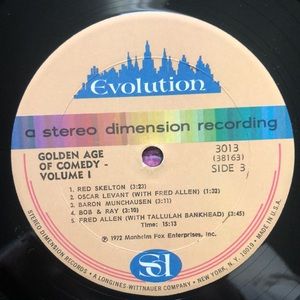 Evolution
a stereo dimension recording
GOLDEN AGE
OF COMEDY -
VOLUME I
3013
(38163)
SIDE 3
1. RED SKELTON (3:23)
2. OSCAR LEVANT (WITH FRED ALLEN) (1:32)
3. BARON MUNCHAUSEN (3:11)
4. BOB & RAY (2:10)
5. FRED ALLEN (WITH TALLULAH BANKHEAD) (3:45)
Time: 15:13
© 1972 Manheim Fox Enterprises, Inc.
SD
STEREO DIMENSION RECORDS · A LONGINES-WITTNAUER COMPANY · NEW YORK, N. Y. 10019 · MADE IN U.S.A.